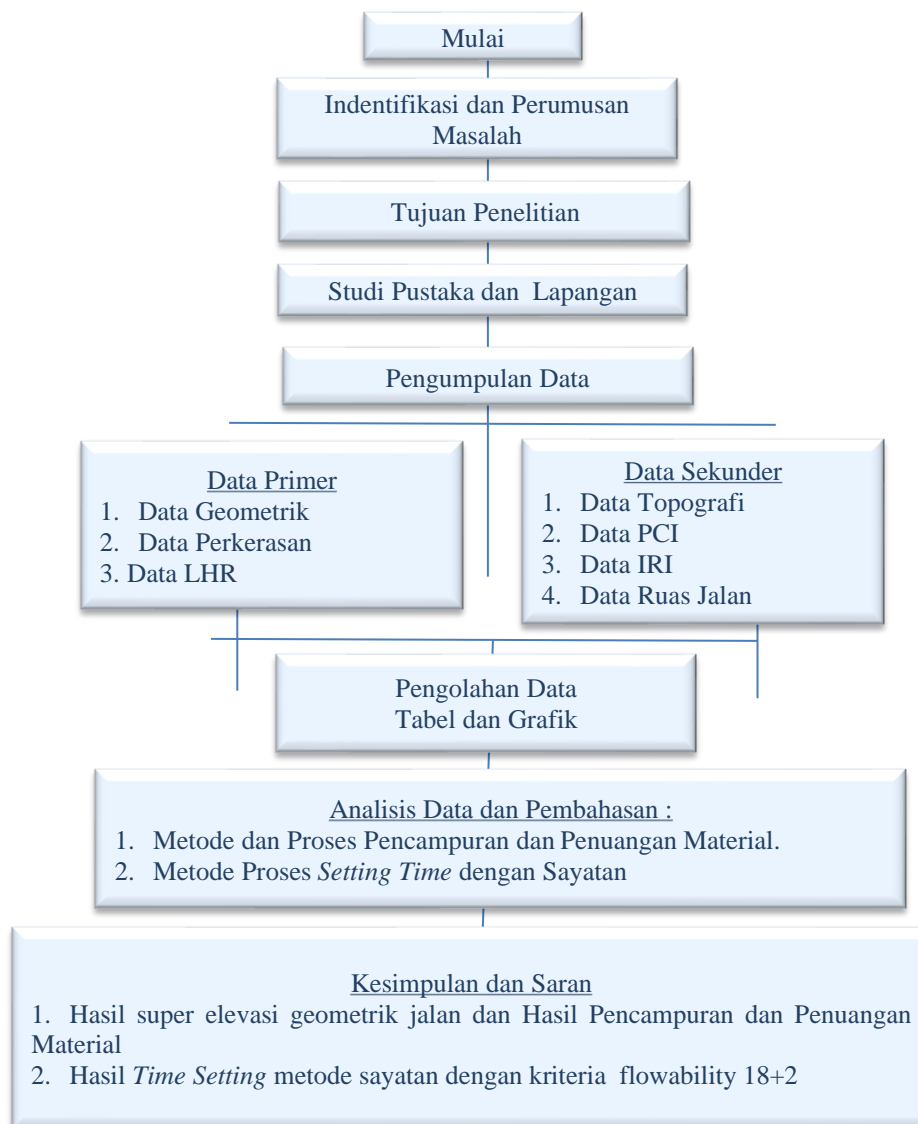 Mulai
Indentifikasi dan Perumusan
Masalah
Tujuan Penelitian
Studi Pustaka dan Lapangan
Pengumpulan Data
Data Primer
1. Data Geometrik
2. Data Perkerasan
3. Data LHR
Data Sekunder
1. Data Topografi
2. Data PCI
3. Data IRI
4. Data Ruas Jalan
Pengolahan Data
Tabel dan Grafik
Analisis Data dan Pembahasan :
1. Metode dan Proses Pencampuran dan Penuangan Material.
2. Metode Proses Setting Time dengan Sayatan
Kesimpulan dan Saran
1. Hasil super elevasi geometrik jalan dan Hasil Pencampuran dan Penuangan
Material
2. Hasil Time Setting metode sayatan dengan kriteria flowability 18+2